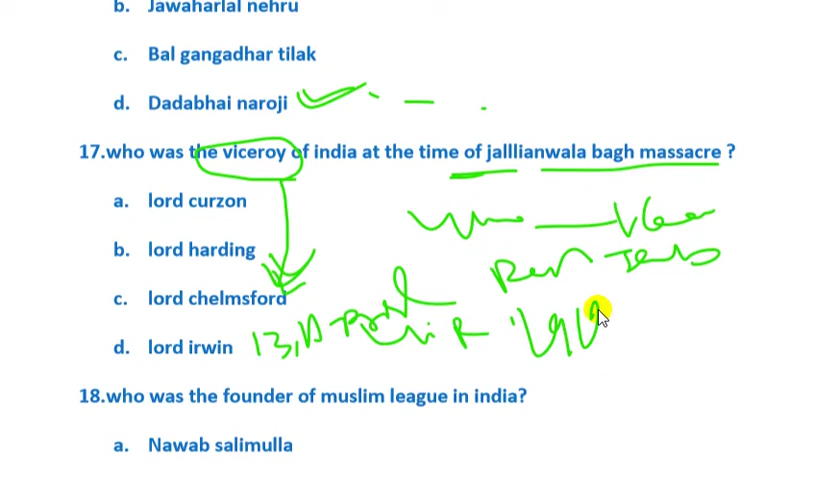 b. Jawaharlal nehru
c. Bal gangadhar tilak
d. Dadabhai naroji
17.who was the viceroy of india at the time of jalllianwala bagh massacre ?
a. lord curzon
b. lord harding
c. lord chelmsford
d. lord irwin
18.who was the founder of muslim league in india?
a. Nawab salimulla